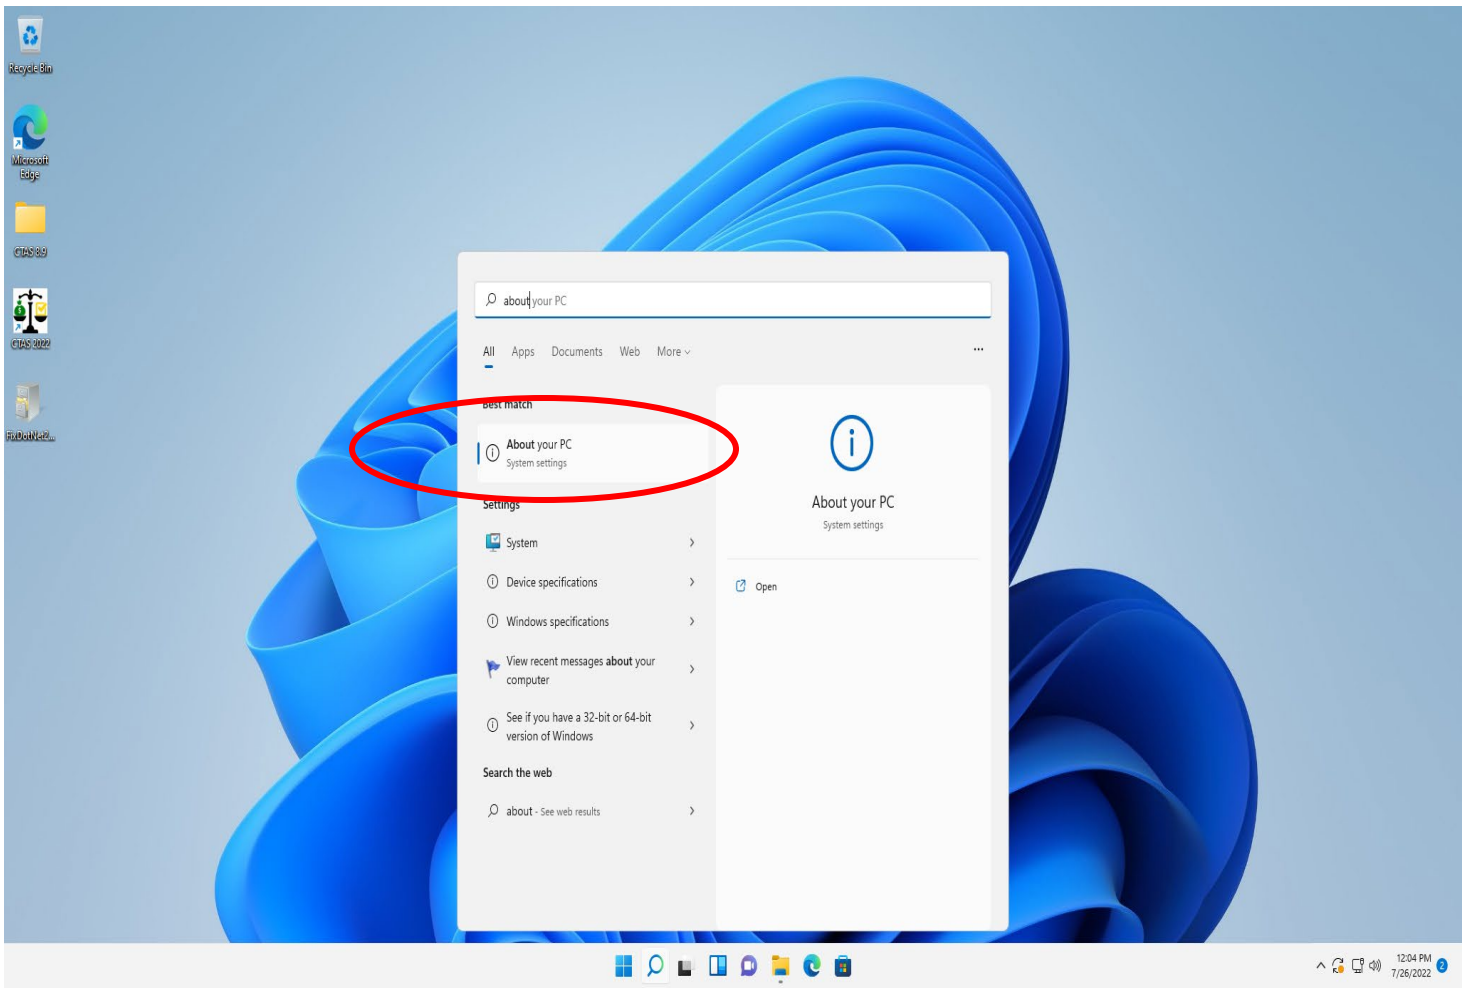 Recycle Bin
Microsoft
Edge
CTAS 8.9
CTAS 2022
FixDotNet2...
about your PC
All Apps Documents Web More
Best match
About your PC
System settings
Settings
System
Device specifications
Windows specifications
View recent messages about your
computer
See if you have a 32-bit or 64-bit
version of Windows
Search the web
about - See web results
About your PC
System settings
Open
12:04 PM
7/26/2022
2